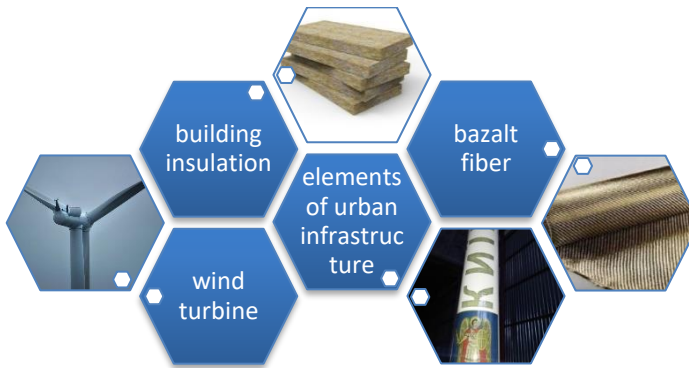 building
insulation
bazalt
fiber
elements
of urban
infrastruc
ture
wind
turbine